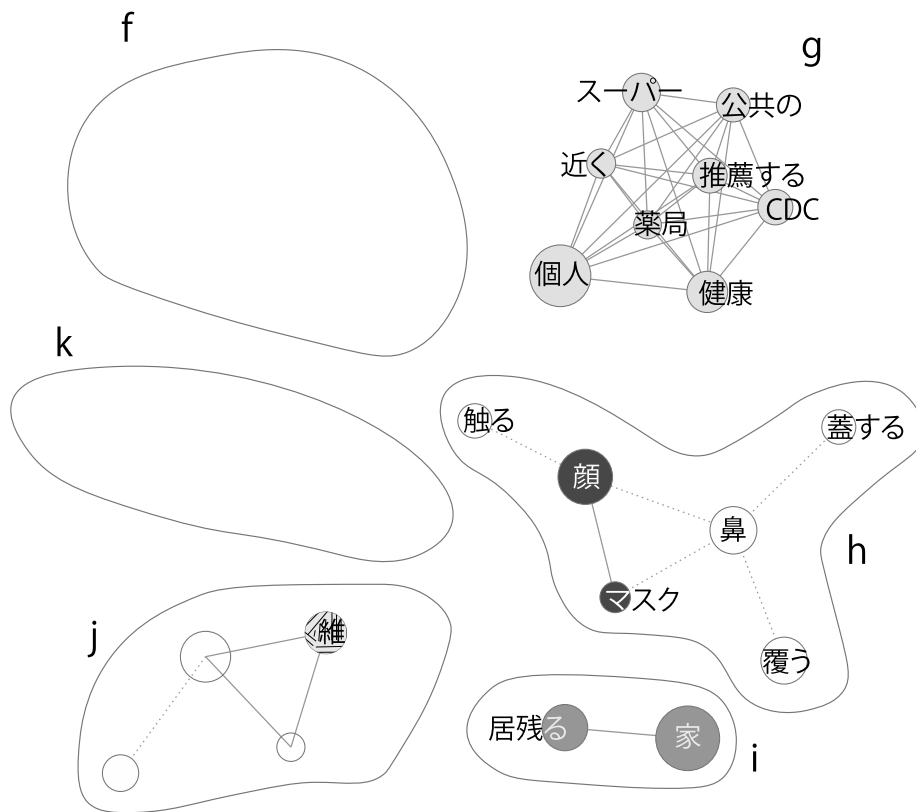 f
g
スーパー
公共の
近く
推薦する
CDC
薬局
個人
健康
k
触る
蓋する
顔
鼻
h
マスク
覆う
j
居残る
家
i